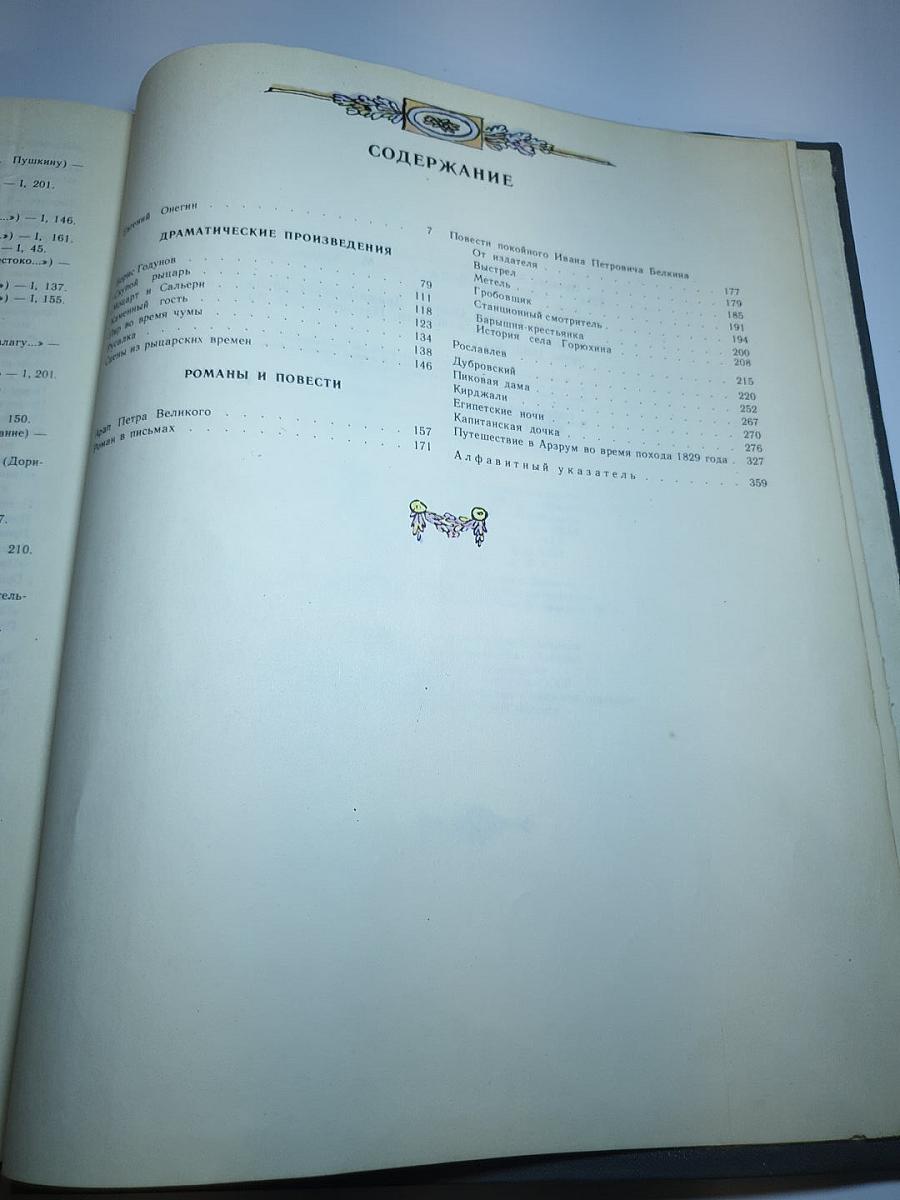 Пушкину) —
— I, 201.
...») — I, 146.
...») — I, 161.
— I, 45.
естоко...») —
») — I, 137.
») — I, 155.
алагу...» —
— I, 201.
150.
ание) —
(Дори-
7.
210.
тель-
СОДЕРЖАНИЕ
Евгений Онегин . . . . . . . . . . . . 7
ДРАМАТИЧЕСКИЕ ПРОИЗВЕДЕНИЯ
Борис Годунов . . . . . . . . . . . . 79
Скупой рыцарь . . . . . . . . . . . . 111
Моцарт и Сальери . . . . . . . . . . . 118
Каменный гость . . . . . . . . . . . . 123
Пир во время чумы . . . . . . . . . . 134
Русалка . . . . . . . . . . . . 138
Сцены из рыцарских времен . . . . . . . . 146
РОМАНЫ И ПОВЕСТИ
Арап Петра Великого . . . . . . . . . . 157
Роман в письмах . . . . . . . . . . . . 171
Повести покойного Ивана Петровича Белкина
От издателя . . . . . . . . . . . . 177
Выстрел . . . . . . . . . . . . 179
Метель . . . . . . . . . . . . 185
Гробовщик . . . . . . . . . . . . 191
Станционный смотритель . . . . . . . . 194
Барышня-крестьянка . . . . . . . . . . 200
История села Горюхина . . . . . . . . 208
Рославлев . . . . . . . . . . . . 215
Дубровский . . . . . . . . . . . . 220
Пиковая дама . . . . . . . . . . . . 252
Кирджали . . . . . . . . . . . . 267
Египетские ночи . . . . . . . . . . . . 270
Капитанская дочка . . . . . . . . . . 276
Путешествие в Арзрум во время похода 1829 года . 327
Алфавитный указатель . . . . . . . 359